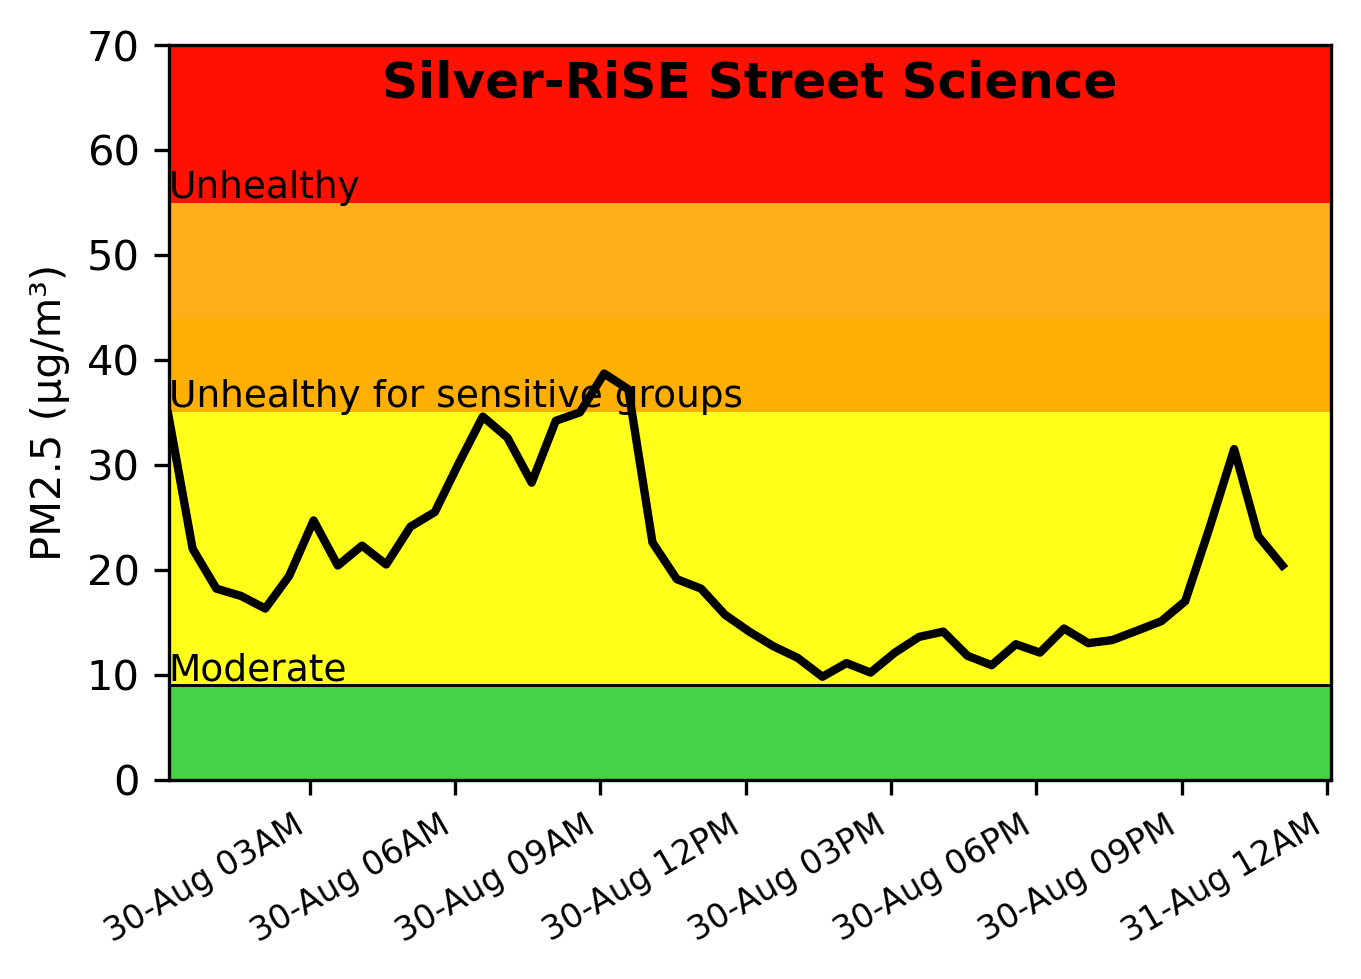 Silver-RiSE Street Science
70
60
50
40
30
20
10
0
PM2.5 (µg/m³)
Unhealthy
Unhealthy for sensitive groups
Moderate
30-Aug 03AM
30-Aug 06AM
30-Aug 09AM
30-Aug 12PM
30-Aug 03PM
30-Aug 06PM
30-Aug 09PM
31-Aug 12AM